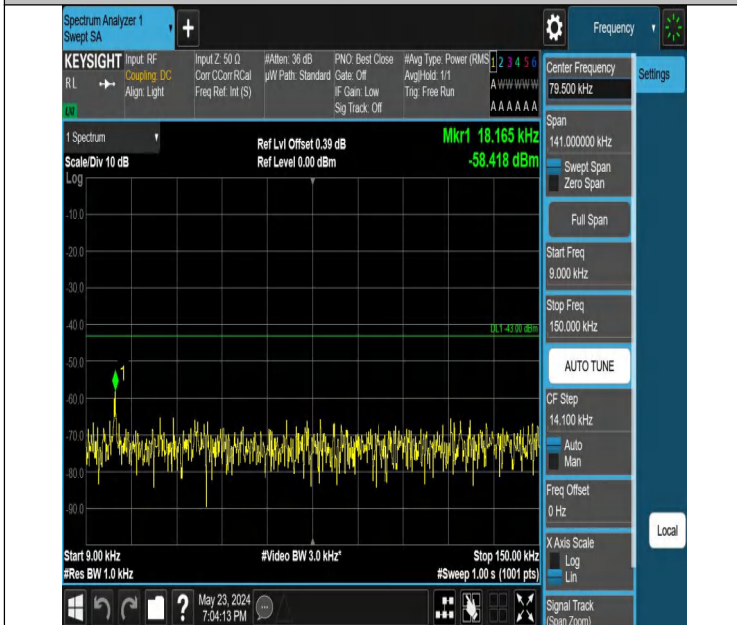 Spectrum Analyzer 1
Swept SA
+
Frequency
KEYSIGHT
RL
Input: RF
Coupling: DC
Align: Light
Input Z: 50 Ω
Corr CCorr RCal
Freq Ref: Int (S)
#Atten: 36 dB
µW Path: Standard
PNO: Best Close
Gate: Off
IF Gain: Low
Sig Track: Off
#Avg Type: Power (RMS
Avg|Hold: 1/1
Trig: Free Run
1 2 3 4 5 6
A W W W W W
A A A A A A
Center Frequency
79.500 kHz
Settings
1 Spectrum
Scale/Div 10 dB
Log
Ref Lvl Offset 0.39 dB
Ref Level 0.00 dBm
Mkr1 18.165 kHz
-58.418 dBm
-10.0
-20.0
-30.0
-40.0
-50.0
-60.0
-70.0
-80.0
-90.0
DL1 -43.00 dBm
1
Start 9.00 kHz
#Res BW 1.0 kHz
#Video BW 3.0 kHz*
Stop 150.00 kHz
#Sweep 1.00 s (1001 pts)
Span
141.000000 kHz
Swept Span
Zero Span
Full Span
Start Freq
9.000 kHz
Stop Freq
150.000 kHz
AUTO TUNE
CF Step
14.100 kHz
Auto
Man
Freq Offset
0 Hz
X Axis Scale
Log
Lin
Signal Track
(Span Zoom)
Local
?
May 23, 2024
7:04:13 PM